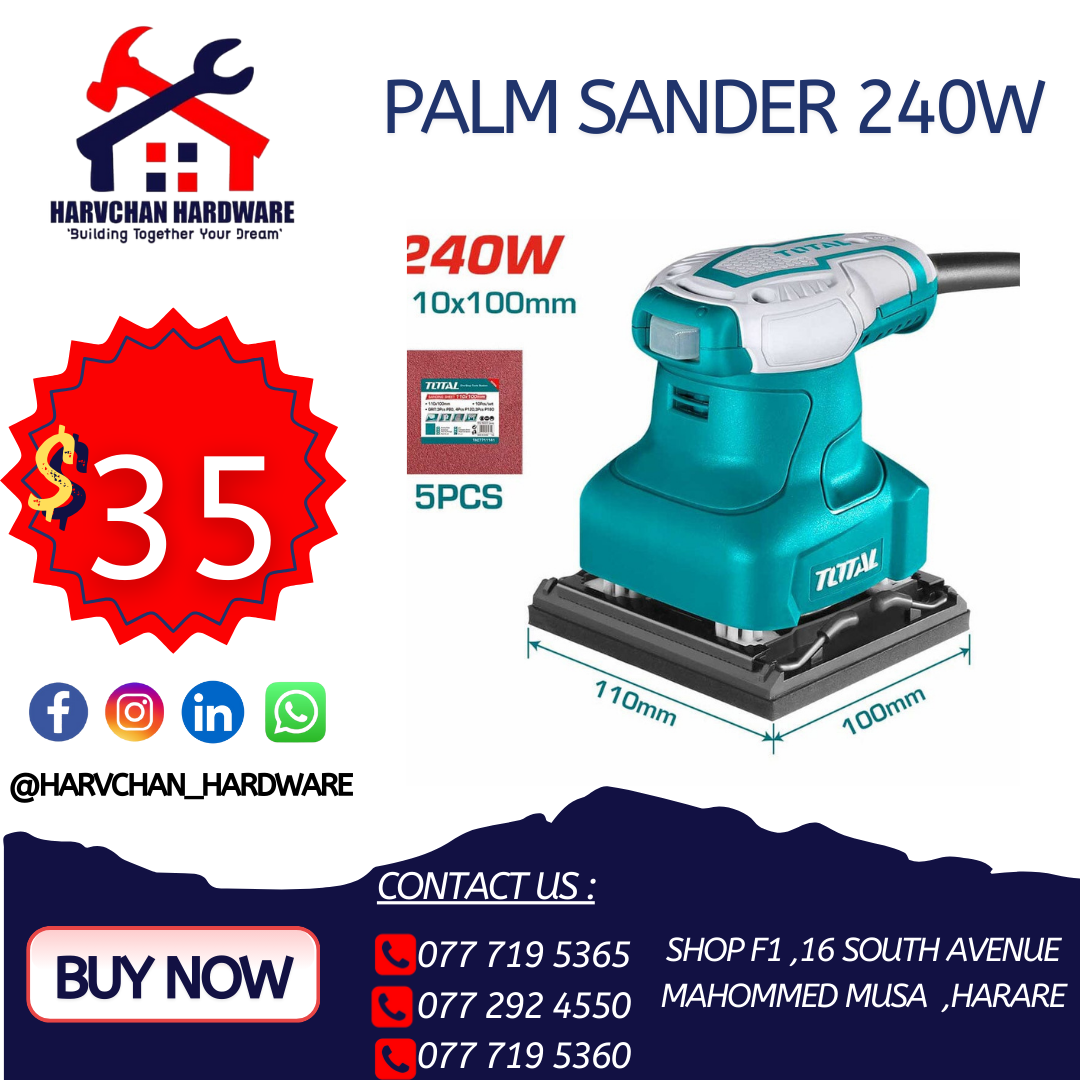 HARVCHAN HARDWARE
'Building Together Your Dream'
PALM SANDER 240W
240W
10x100mm
TOTAL
110/100mm
5PCS
$35
TOTAL
TOTAL
110mm
100mm
@HARVCHAN_HARDWARE
CONTACT US :
077 719 5365
077 292 4550
077 719 5360
SHOP F1 ,16 SOUTH AVENUE
MAHOMMED MUSA ,HARARE
BUY NOW